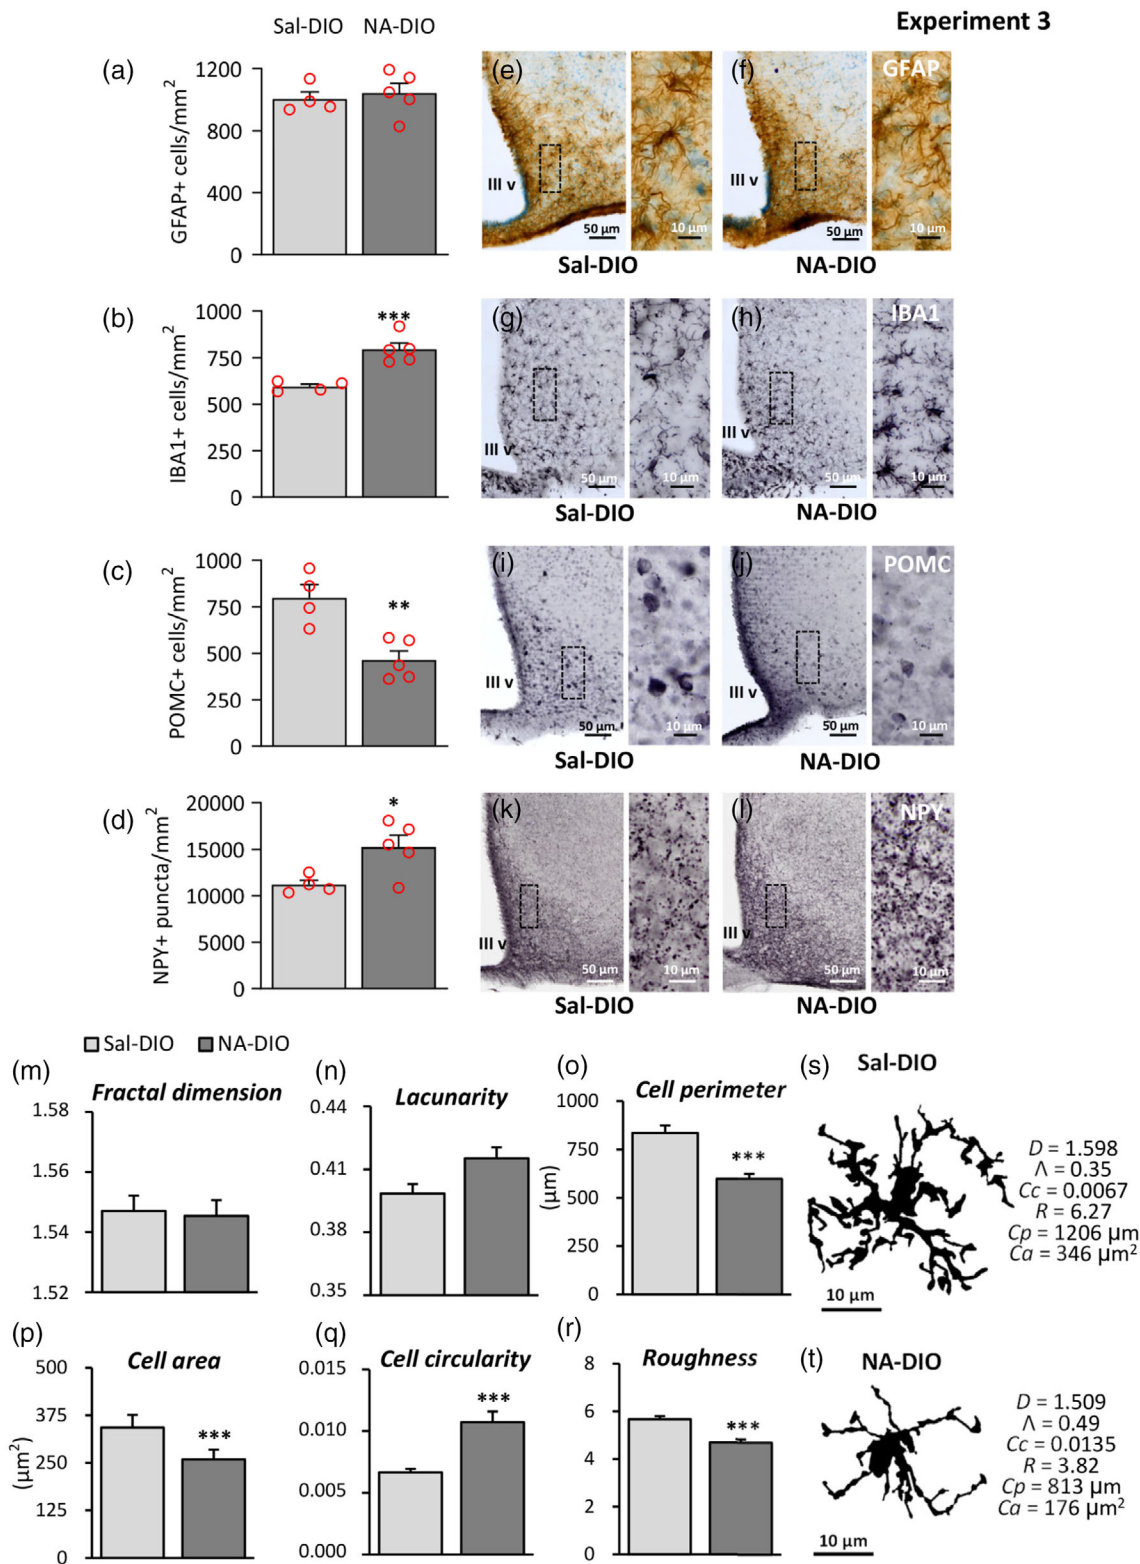 Experiment 3
Sal-DIO NA-DIO
(a)
GFAP+ cells/mm²
1200
800
400
0
(e)
III v
50 µm
10 µm
Sal-DIO
(f)
GFAP
III v
50 µm
10 µm
NA-DIO
(b)
IBA1+ cells/mm²
1000
750
500
250
0
***
(g)
III v
50 µm
10 µm
Sal-DIO
(h)
IBA1
III v
50 µm
10 µm
NA-DIO
(c)
POMC+ cells/mm²
1000
750
500
250
0
**
(i)
III v
50 µm
10 µm
Sal-DIO
(j)
POMC
III v
50 µm
10 µm
NA-DIO
(d)
NPY+ puncta/mm²
20000
15000
10000
5000
0
*
(k)
III v
50 µm
10 µm
Sal-DIO
(l)
NPY
III v
50 µm
10 µm
NA-DIO
Sal-DIO NA-DIO
(m)
Fractal dimension
1.58
1.56
1.54
1.52
(n)
Lacunarity
0.44
0.41
0.38
0.35
(o)
Cell perimeter
(µm)
1000
750
500
250
0
***
(s)
Sal-DIO
D = 1.598
Λ = 0.35
Cc = 0.0067
R = 6.27
Cp = 1206 µm
Ca = 346 µm²
10 µm
(p)
Cell area
(µm²)
500
375
250
125
0
***
(q)
Cell circularity
0.015
0.010
0.005
0.000
***
(r)
Roughness
8
6
4
2
0
***
(t)
NA-DIO
D = 1.509
Λ = 0.49
Cc = 0.0135
R = 3.82
Cp = 813 µm
Ca = 176 µm²
10 µm